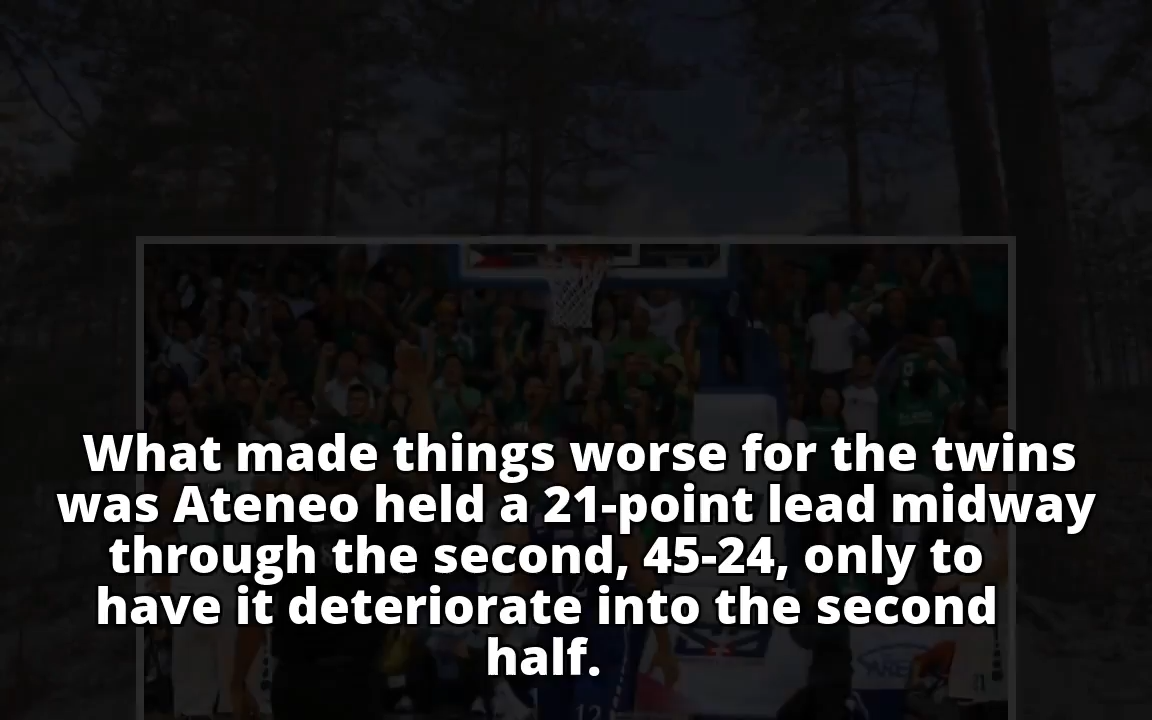 What made things worse for the twins
was Ateneo held a 21-point lead midway
through the second, 45-24, only to
have it deteriorate into the second
half.
12